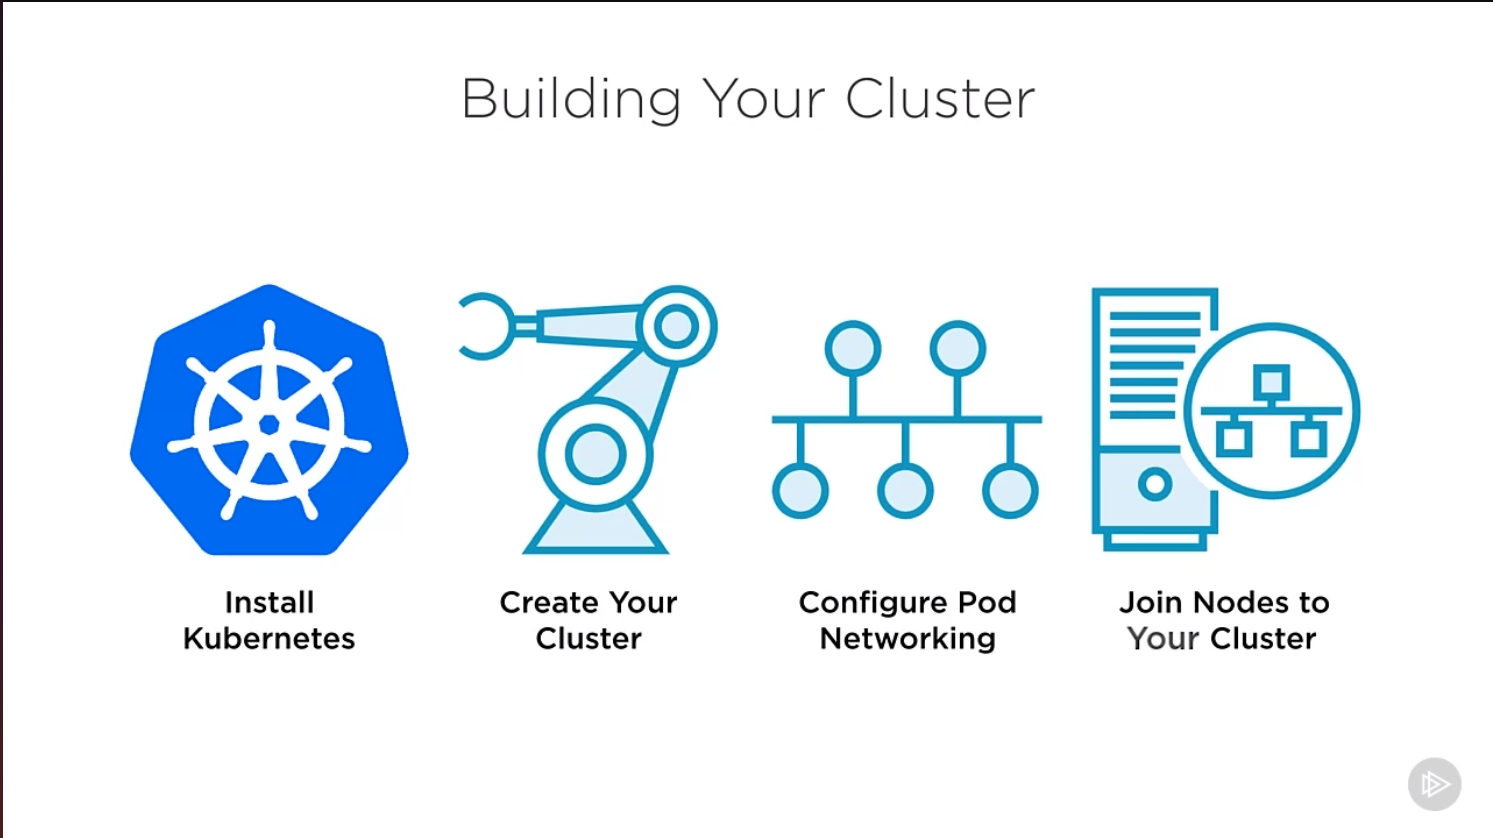 Building Your Cluster
Install
Kubernetes
Create Your
Cluster
Configure Pod
Networking
Join Nodes to
Your Cluster